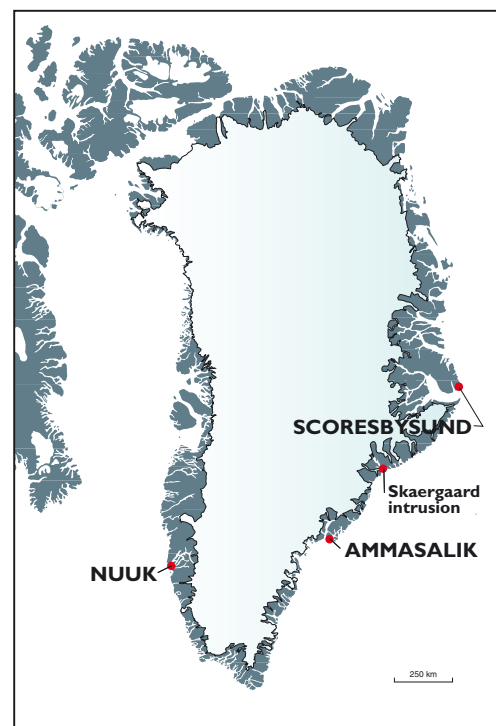 SCORESBYSUND
Skaergaard
intrusion
AMMASALIK
NUUK
250 km